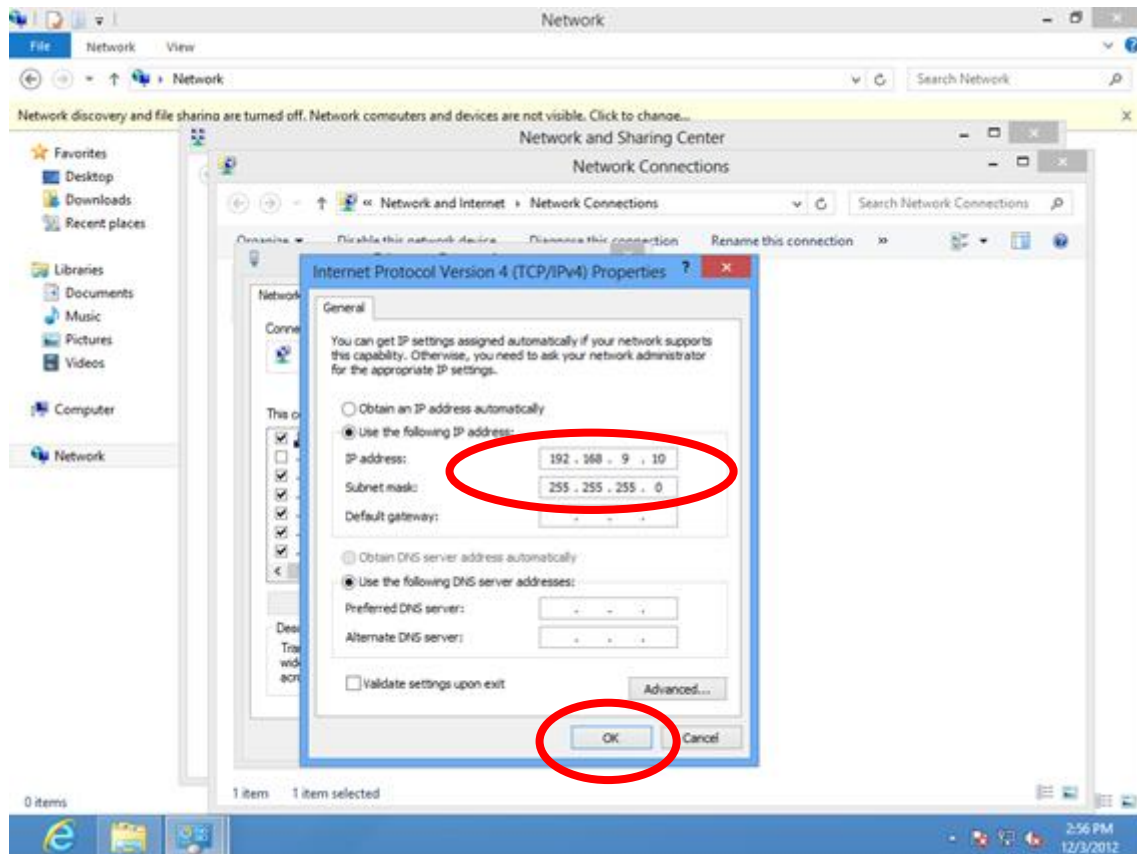 Network
File Network View
Network
Search Network
Network discovery and file sharing are turned off. Network computers and devices are not visible. Click to change...
Favorites
Desktop
Downloads
Recent places
Libraries
Documents
Music
Pictures
Videos
Computer
Network
Network and Sharing Center
Network Connections
« Network and Internet Network Connections
Search Network Connections
Organize Disable this network device Diagnose this connection Rename this connection »
Internet Protocol Version 4 (TCP/IPv4) Properties ?
General
You can get IP settings assigned automatically if your network supports
this capability. Otherwise, you need to ask your network administrator
for the appropriate IP settings.
Obtain an IP address automatically
Use the following IP address:
IP address: 192 . 168 . 9 . 10
Subnet mask: 255 . 255 . 255 . 0
Default gateway: . . .
Obtain DNS server address automatically
Use the following DNS server addresses:
Preferred DNS server: . . .
Alternate DNS server: . . .
Validate settings upon exit
Advanced...
OK Cancel
1 item 1 item selected
0 items
2:56 PM
12/3/2012